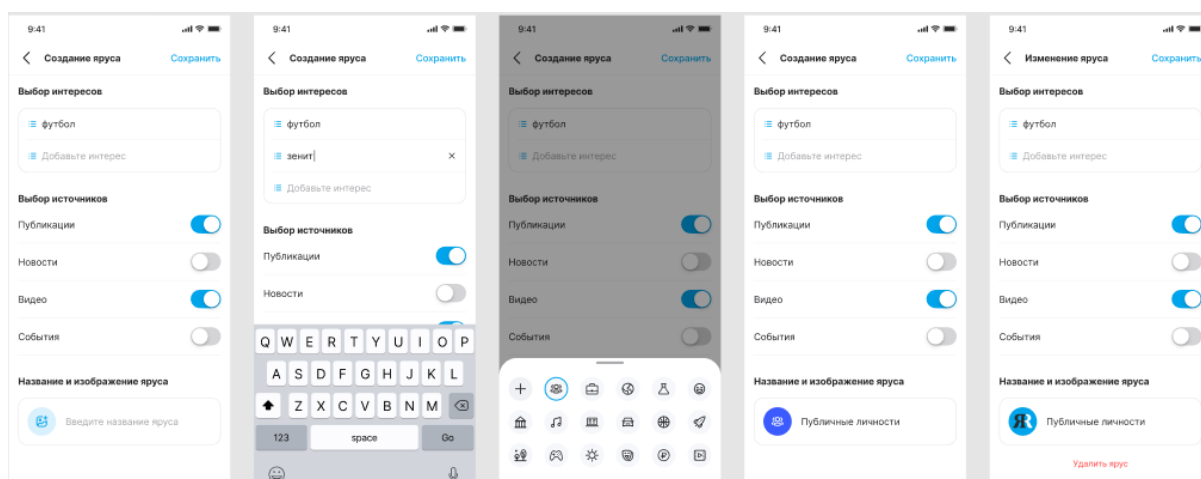 9:41
Создание яруса
Сохранить
Выбор интересов
футбол
Добавьте интерес
Выбор источников
Публикации
Новости
Видео
События
Название и изображение яруса
Введите название яруса
9:41
Создание яруса
Сохранить
Выбор интересов
футбол
зенит
Добавьте интерес
Выбор источников
Публикации
Новости
Q W E R T Y U I O P
A S D F G H J K L
Z X C V B N M
123 space Go
9:41
Создание яруса
Сохранить
Выбор интересов
футбол
Добавьте интерес
Выбор источников
Публикации
Новости
Видео
События
9:41
Создание яруса
Сохранить
Выбор интересов
футбол
Добавьте интерес
Выбор источников
Публикации
Новости
Видео
События
Название и изображение яруса
Публичные личности
9:41
Изменение яруса
Сохранить
Выбор интересов
футбол
Добавьте интерес
Выбор источников
Публикации
Новости
Видео
События
Название и изображение яруса
ЯR
Публичные личности
Удалить ярус